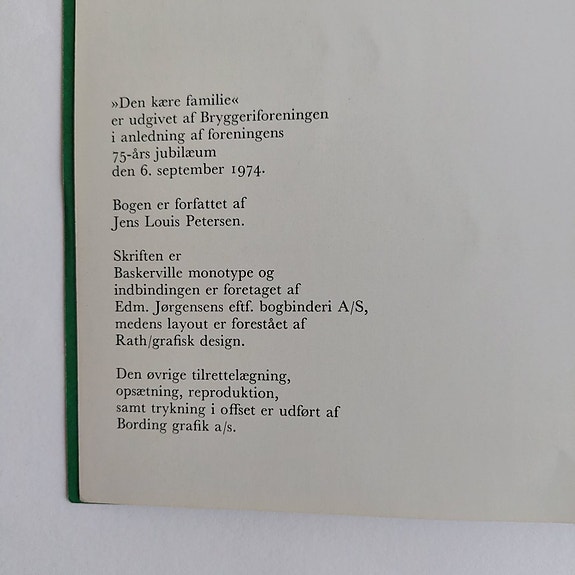 »Den kære familie«
er udgivet af Bryggeriforeningen
i anledning af foreningens
75-års jubilæum
den 6. september 1974.
Bogen er forfattet af
Jens Louis Petersen.
Skriften er
Baskerville monotype og
indbindingen er foretaget af
Edm. Jørgensens eftf. bogbinderi A/S,
medens layout er forestået af
Rath/grafisk design.
Den øvrige tilrettelægning,
opsætning, reproduktion,
samt trykning i offset er udført af
Bording grafik a/s.